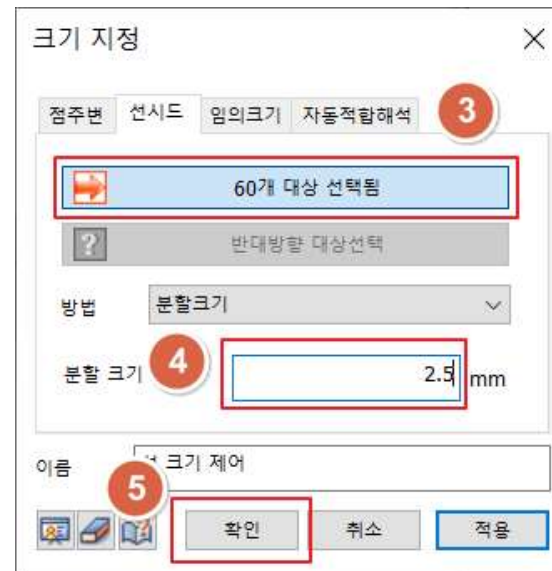 크기 지정
점주변 선시드 임의크기 자동적합해석 3
60개 대상 선택됨
반대방향 대상선택
방법 분할크기
분할 크기 4 2.5 mm
이름 크기 제어
5
확인 취소 적용